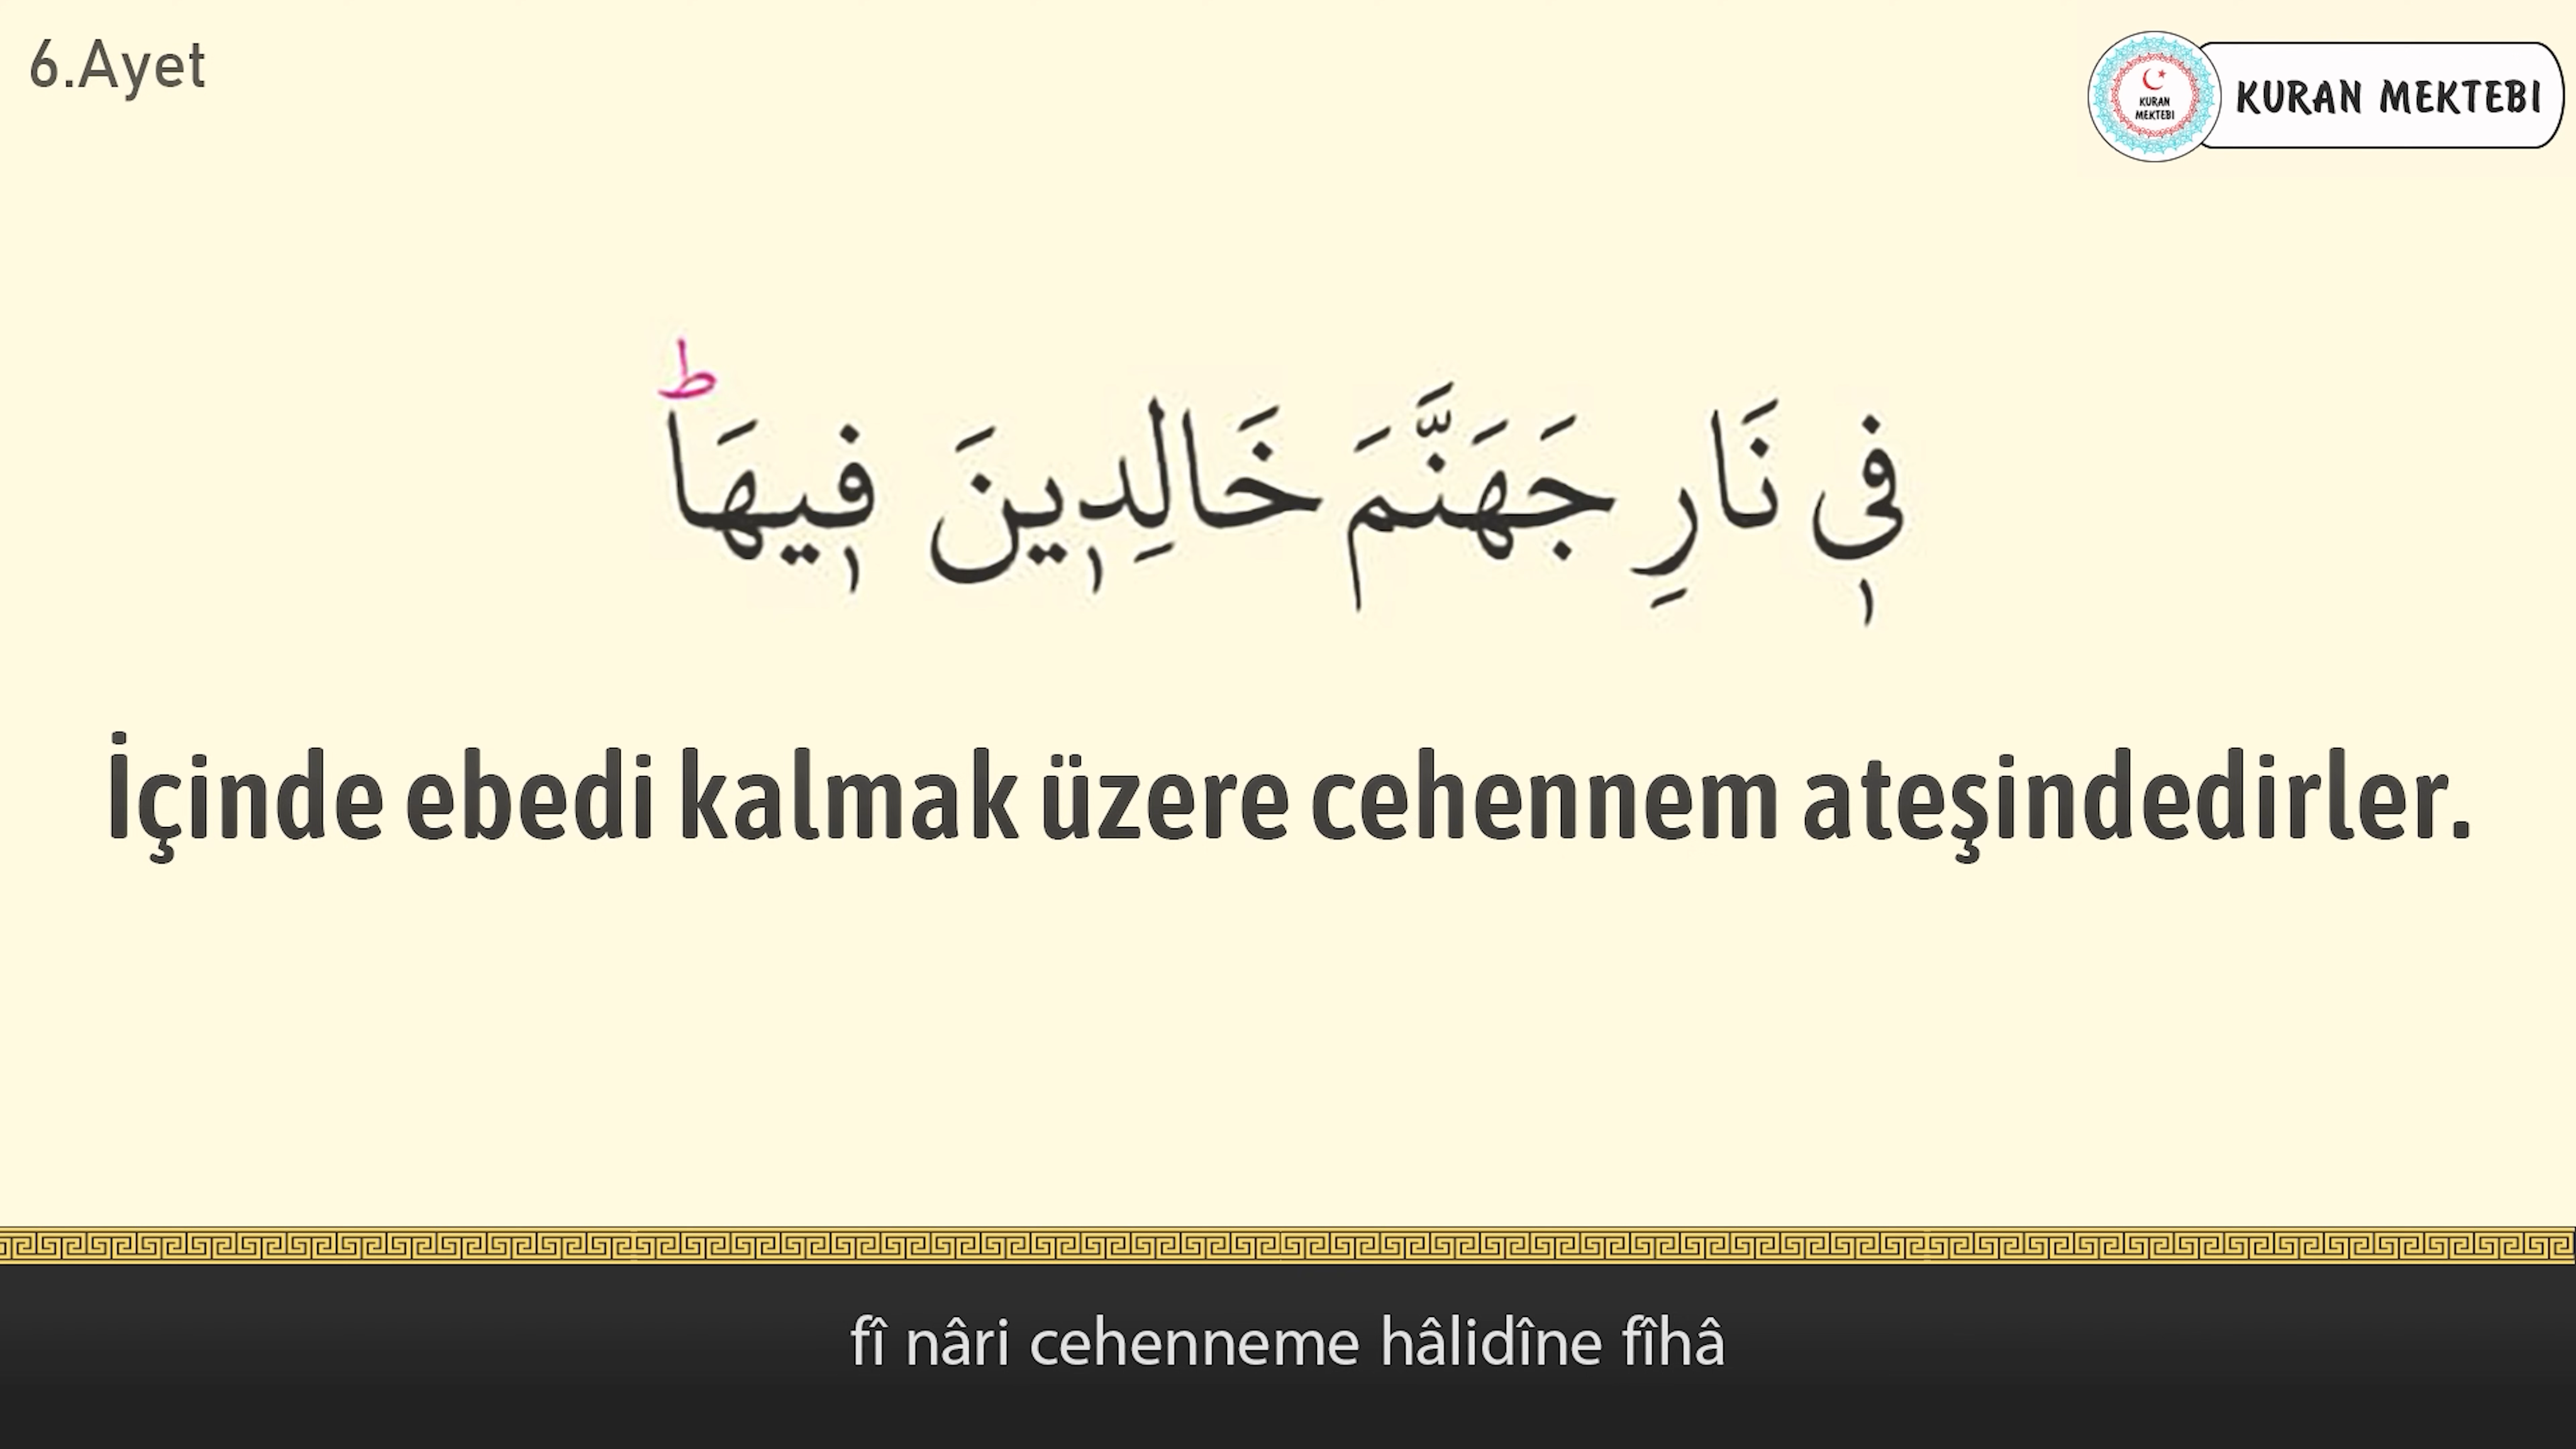 6.Ayet
KURAN
MEKTEBI
KURAN MEKTEBI
فٖي نَارِ جَهَنَّمَ خَالِدٖينَ فٖيهَاؕ
İçinde ebedi kalmak üzere cehennem ateşindedirler.
fî nâri cehenneme hâlidîne fîhâ